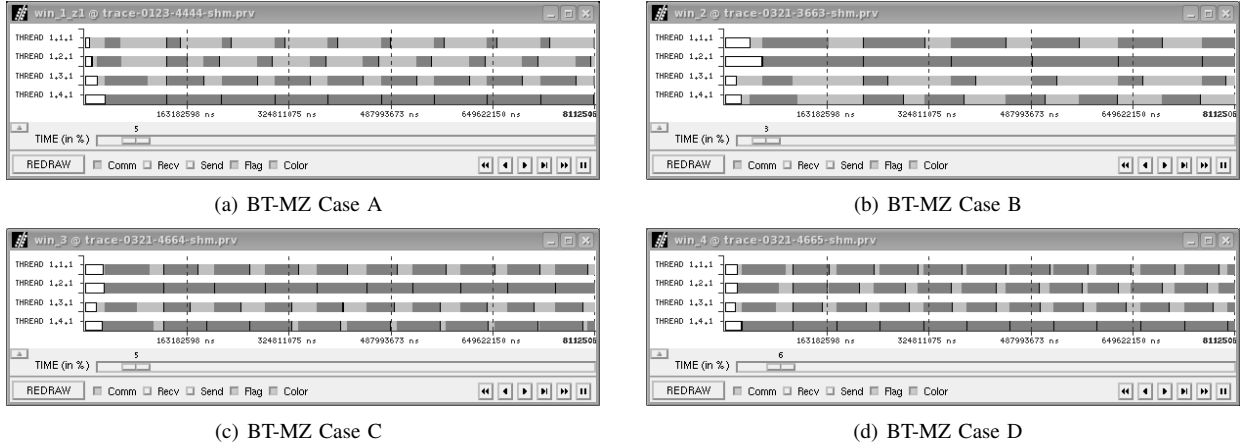 win_1_z1 @ trace-0123-4444-shm.prv
THREAD 1.1.1
THREAD 1.2.1
THREAD 1.3.1
THREAD 1.4.1
163182598 ns 324811075 ns 487993673 ns 649622150 ns
5
TIME (in %)
REDRAW Comm Recv Send Flag Color
(a) BT-MZ Case A
win_2 @ trace-0321-3663-shm.prv
THREAD 1.1.1
THREAD 1.2.1
THREAD 1.3.1
THREAD 1.4.1
163182598 ns 324811075 ns 487993673 ns 649622150 ns
3
TIME (in %)
REDRAW Comm Recv Send Flag Color
(b) BT-MZ Case B
win_3 @ trace-0321-4664-shm.prv
THREAD 1.1.1
THREAD 1.2.1
THREAD 1.3.1
THREAD 1.4.1
163182598 ns 324811075 ns 487993673 ns 649622150 ns
5
TIME (in %)
REDRAW Comm Recv Send Flag Color
(c) BT-MZ Case C
win_4 @ trace-0321-4665-shm.prv
THREAD 1.1.1
THREAD 1.2.1
THREAD 1.3.1
THREAD 1.4.1
163182598 ns 324811075 ns 487993673 ns 649622150 ns
6
TIME (in %)
REDRAW Comm Recv Send Flag Color
(d) BT-MZ Case D